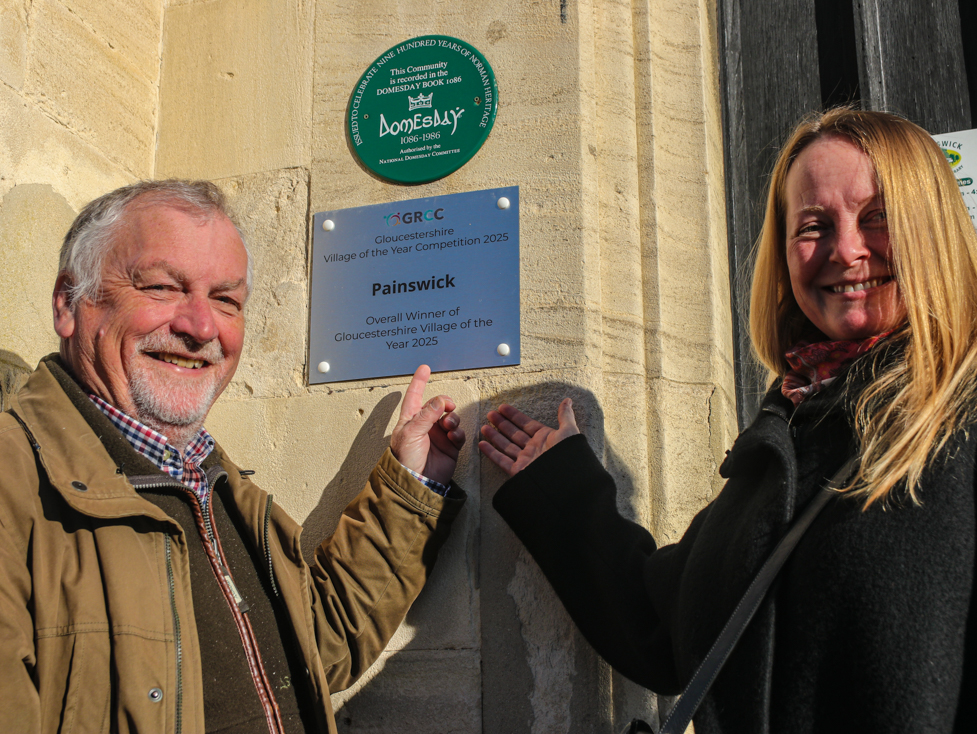 ISSUED TO CELEBRATE NINE HUNDRED YEARS OF NORMAN HERITAGE
This Community
is recorded in the
DOMESDAY BOOK 1086
DOMESDAY
1086-1986
Authorised by the
NATIONAL DOMESDAY COMMITTEE
GRCC
Gloucestershire
Village of the Year Competition 2025
Painswick
Overall Winner of
Gloucestershire Village of the
Year 2025